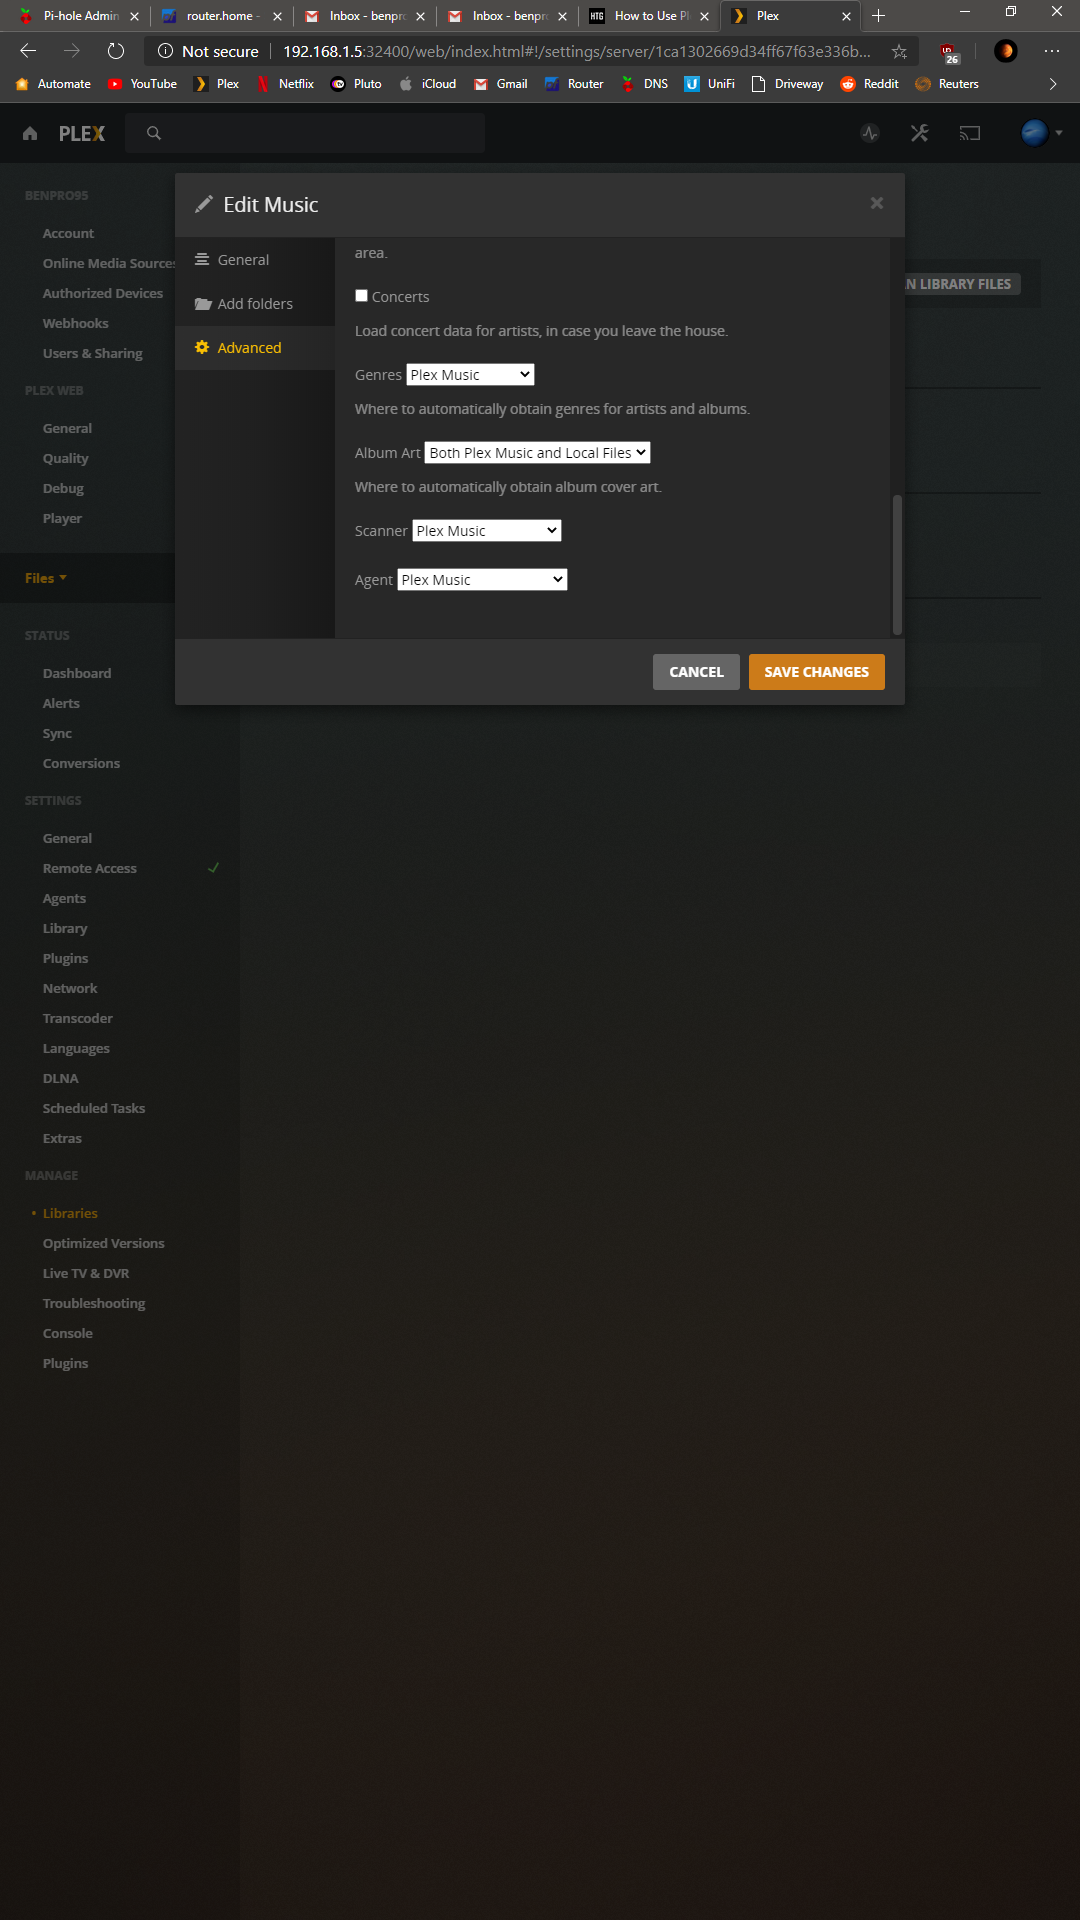 Pi-hole Admin
router.home -
Inbox - benpro
Inbox - benpro
HTG How to Use Pl
Plex
Not secure 192.168.1.5:32400/web/index.html#!/settings/server/1ca1302669d34ff67f63e336b...
26
Automate YouTube Plex Netflix Pluto iCloud Gmail Router DNS UniFi Driveway Reddit Reuters
PLEX
BENPRO95
Account
Online Media Sources
Authorized Devices
Webhooks
Users & Sharing
PLEX WEB
General
Quality
Debug
Player
Files
STATUS
Dashboard
Alerts
Sync
Conversions
SETTINGS
General
Remote Access
Agents
Library
Plugins
Network
Transcoder
Languages
DLNA
Scheduled Tasks
Extras
MANAGE
Libraries
Optimized Versions
Live TV & DVR
Troubleshooting
Console
Plugins
N LIBRARY FILES
Edit Music
General
Add folders
Advanced
area.
Concerts
Load concert data for artists, in case you leave the house.
Genres Plex Music
Where to automatically obtain genres for artists and albums.
Album Art Both Plex Music and Local Files
Where to automatically obtain album cover art.
Scanner Plex Music
Agent Plex Music
CANCEL SAVE CHANGES